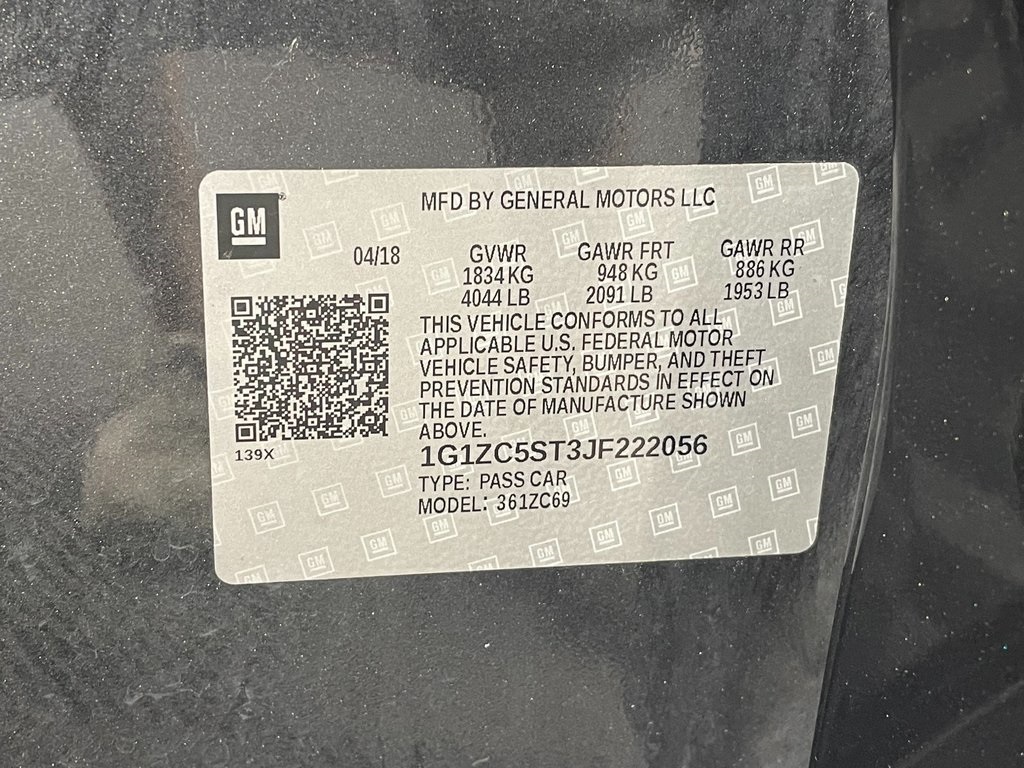 GM
MFD BY GENERAL MOTORS LLC
04/18
GVWR
1834 KG
4044 LB
GAWR FRT
948 KG
2091 LB
GAWR RR
886 KG
1953 LB
THIS VEHICLE CONFORMS TO ALL
APPLICABLE U.S. FEDERAL MOTOR
VEHICLE SAFETY, BUMPER, AND THEFT
PREVENTION STANDARDS IN EFFECT ON
THE DATE OF MANUFACTURE SHOWN
ABOVE.
139X
1G1ZC5ST3JF222056
TYPE: PASS CAR
MODEL: 361ZC69